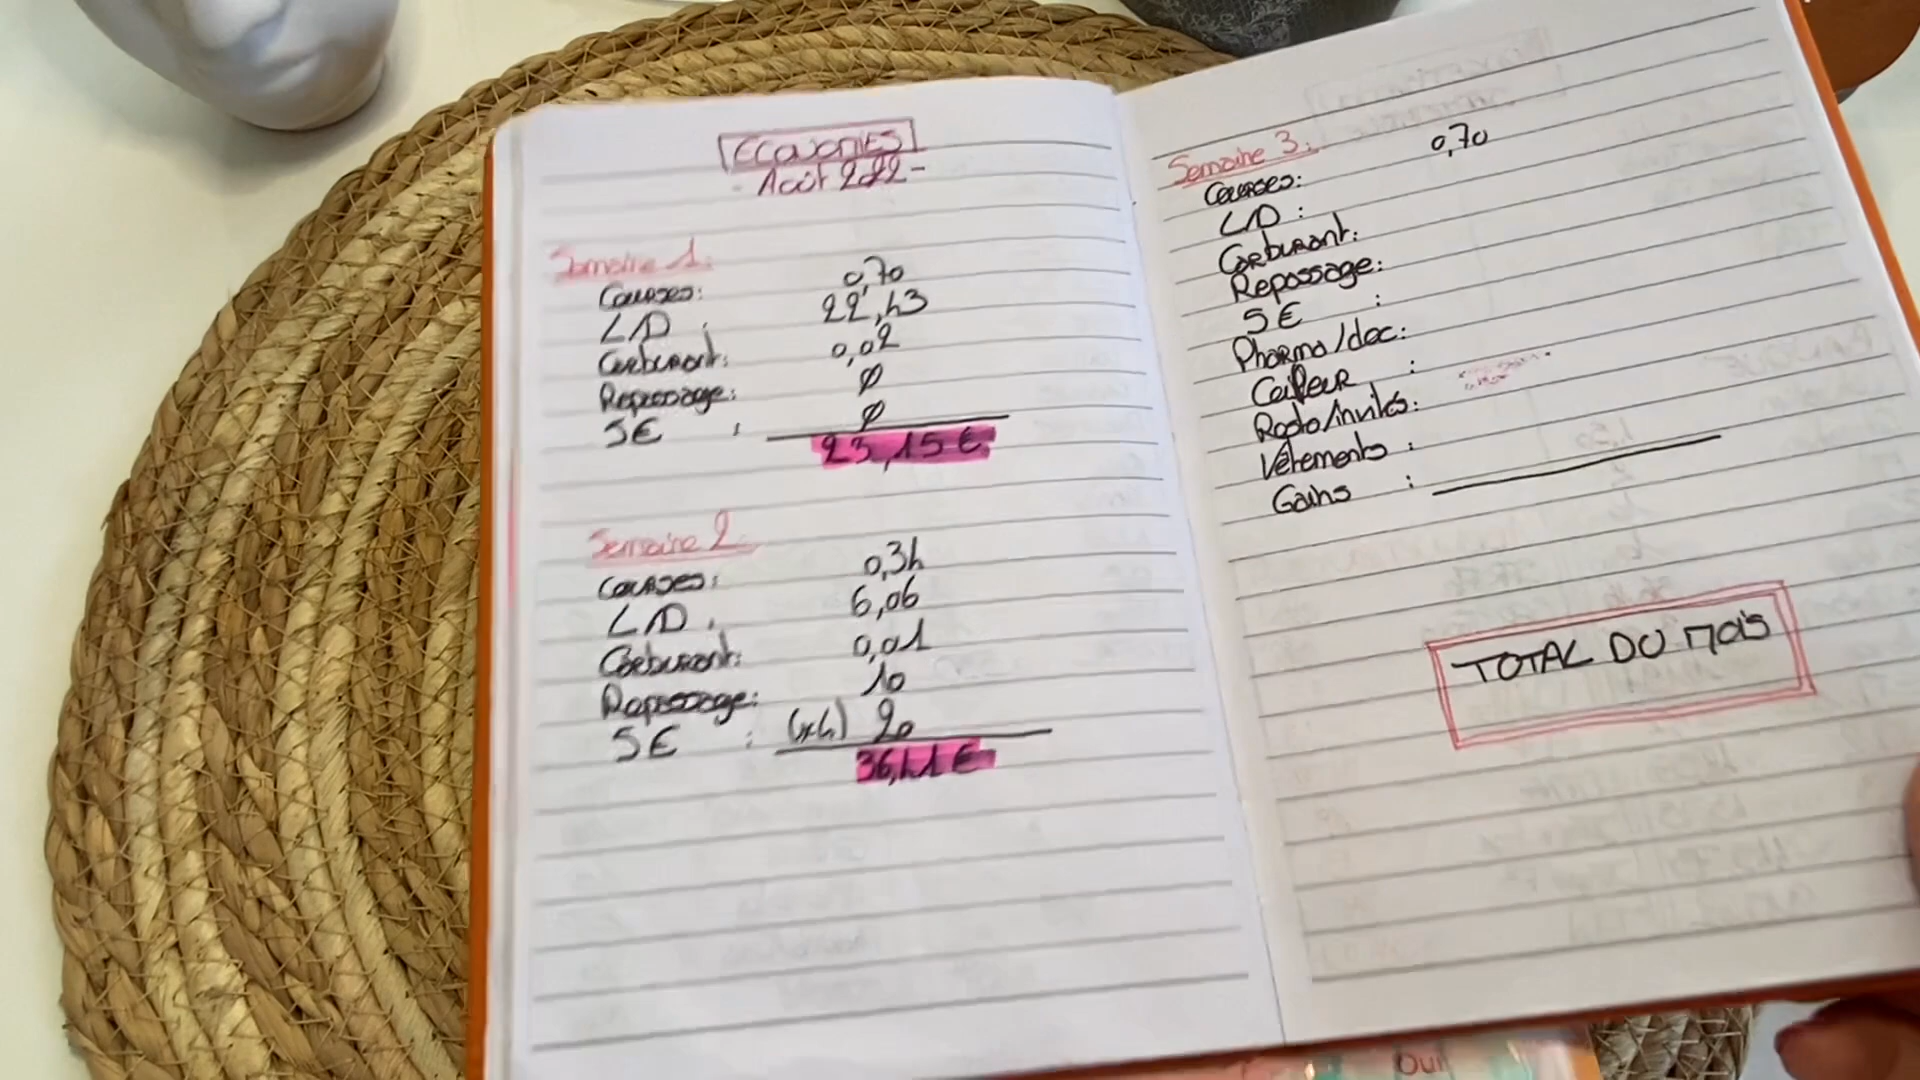 ECONOMIES
- Août 2022 -
Semaine 1:
Courses: 0,70
L/D : 22,43
Carburant: 0,02
Repassage: Ø
5€ : Ø
23,15 €
Semaine 2:
Courses: 0,34
L/D : 6,06
Carburant: 0,01
Repassage: 10
5€ : (x4) 20
36,41 €
Semaine 3:
Courses: 0,70
L/D :
Carburant:
Repassage:
5€ :
Pharma/doc:
Coiffeur :
Resto/invités:
Vêtements :
Gains :
TOTAL DU MOIS